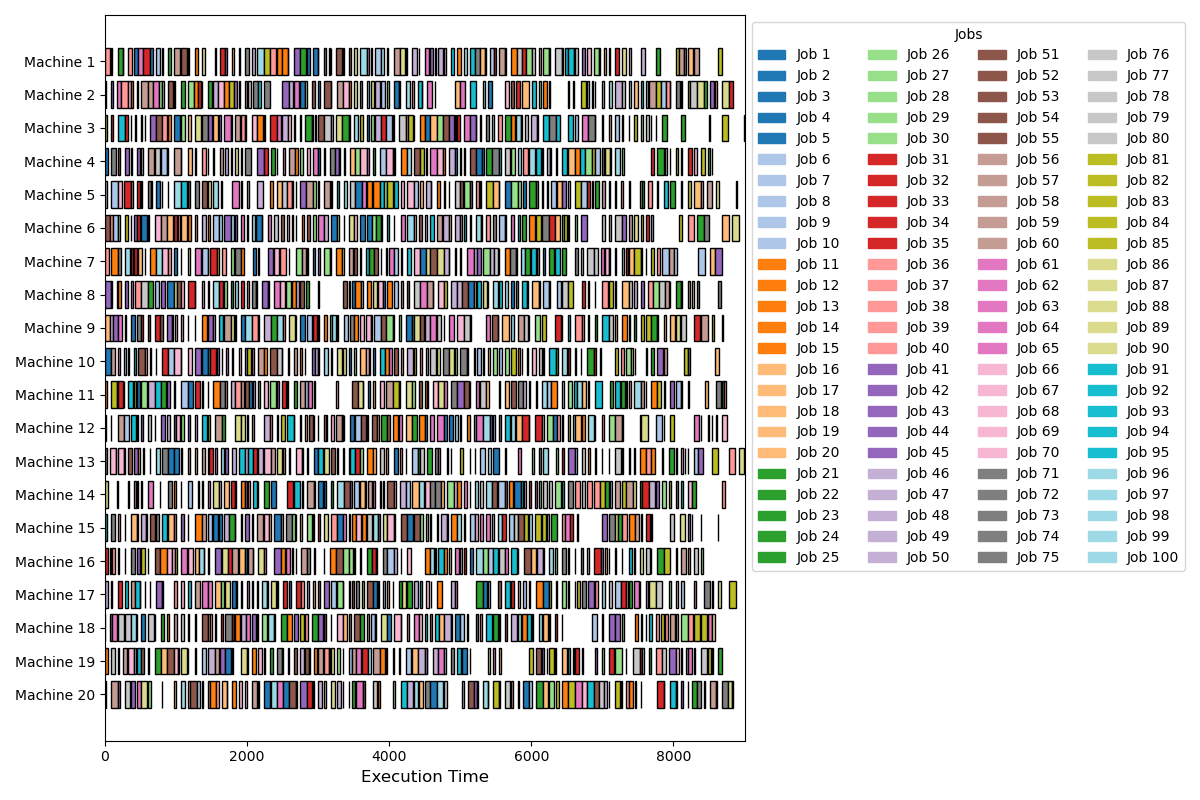 Machine 1
Machine 2
Machine 3
Machine 4
Machine 5
Machine 6
Machine 7
Machine 8
Machine 9
Machine 10
Machine 11
Machine 12
Machine 13
Machine 14
Machine 15
Machine 16
Machine 17
Machine 18
Machine 19
Machine 20
0 2000 4000 6000 8000
Execution Time
Jobs
Job 1 Job 26 Job 51 Job 76
Job 2 Job 27 Job 52 Job 77
Job 3 Job 28 Job 53 Job 78
Job 4 Job 29 Job 54 Job 79
Job 5 Job 30 Job 55 Job 80
Job 6 Job 31 Job 56 Job 81
Job 7 Job 32 Job 57 Job 82
Job 8 Job 33 Job 58 Job 83
Job 9 Job 34 Job 59 Job 84
Job 10 Job 35 Job 60 Job 85
Job 11 Job 36 Job 61 Job 86
Job 12 Job 37 Job 62 Job 87
Job 13 Job 38 Job 63 Job 88
Job 14 Job 39 Job 64 Job 89
Job 15 Job 40 Job 65 Job 90
Job 16 Job 41 Job 66 Job 91
Job 17 Job 42 Job 67 Job 92
Job 18 Job 43 Job 68 Job 93
Job 19 Job 44 Job 69 Job 94
Job 20 Job 45 Job 70 Job 95
Job 21 Job 46 Job 71 Job 96
Job 22 Job 47 Job 72 Job 97
Job 23 Job 48 Job 73 Job 98
Job 24 Job 49 Job 74 Job 99
Job 25 Job 50 Job 75 Job 100